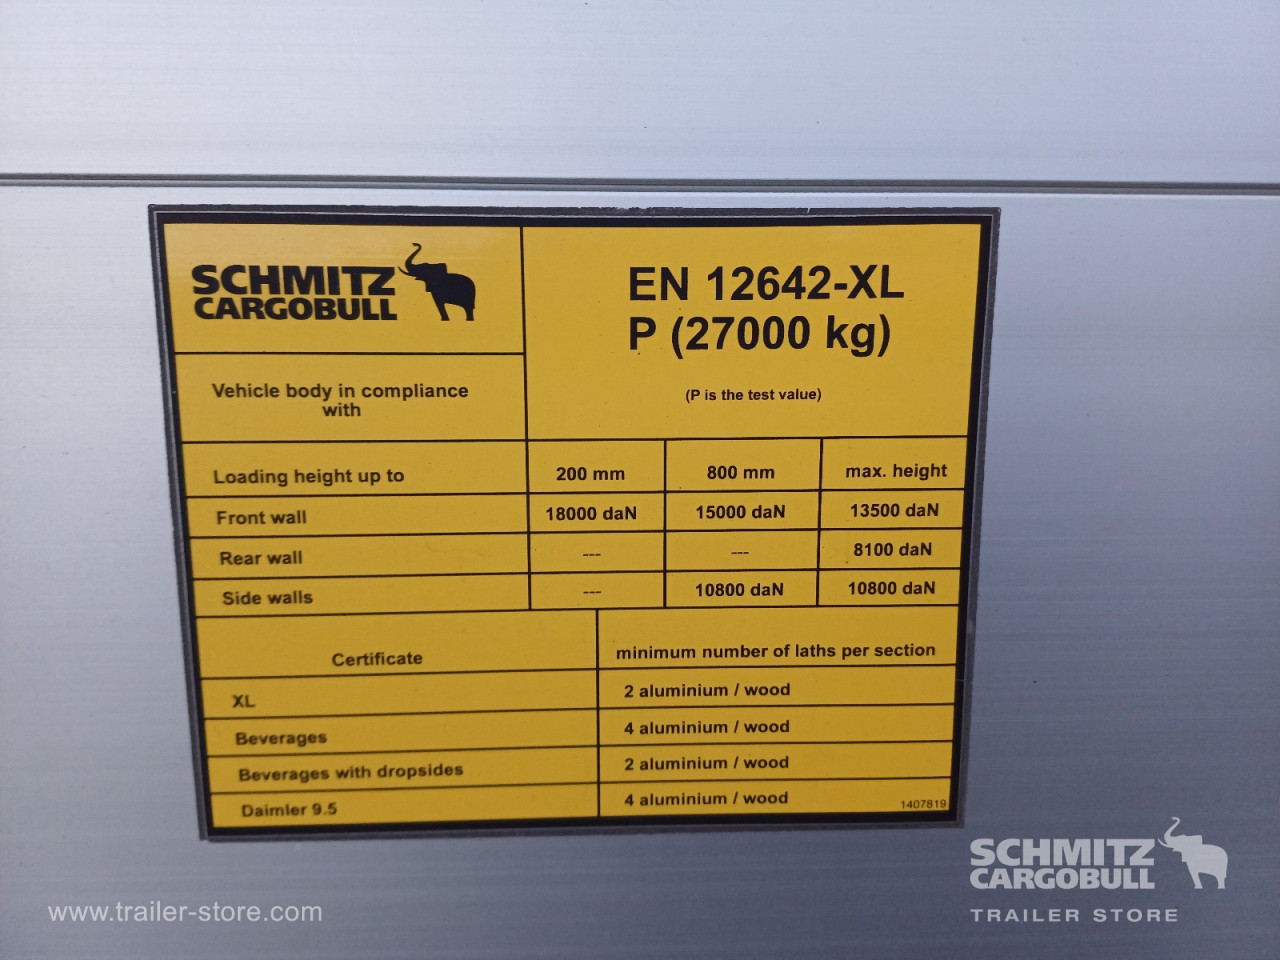 SCHMITZ
CARGOBULL
EN 12642-XL
P (27000 kg)
(P is the test value)
Vehicle body in compliance
with
Loading height up to 200 mm 800 mm max. height
Front wall 18000 daN 15000 daN 13500 daN
Rear wall --- --- 8100 daN
Side walls --- 10800 daN 10800 daN
Certificate minimum number of laths per section
XL 2 aluminium / wood
Beverages 4 aluminium / wood
Beverages with dropsides 2 aluminium / wood
Daimler 9.5 4 aluminium / wood 1407819
www.trailer-store.com
SCHMITZ
CARGOBULL
TRAILER STORE